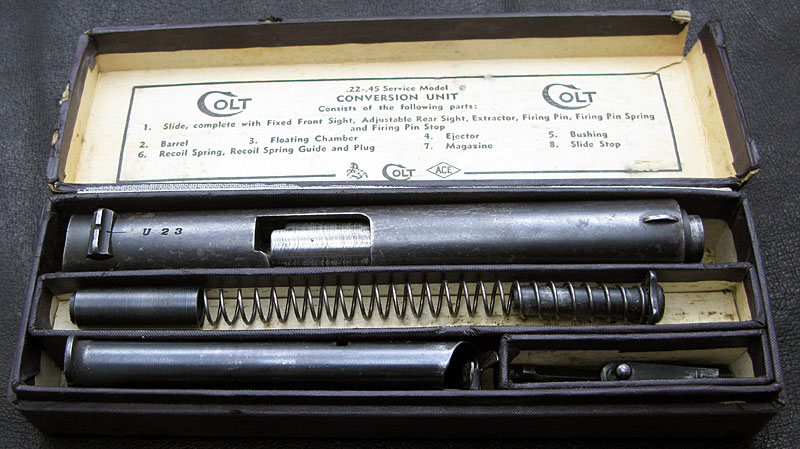 .22-.45 Service Model
COLT CONVERSION UNIT COLT
Consists of the following parts:
1. Slide, complete with Fixed Front Sight, Adjustable Rear Sight, Extractor, Firing Pin, Firing Pin Spring
and Firing Pin Stop
2. Barrel 3. Floating Chamber 4. Ejector 5. Bushing
6. Recoil Spring, Recoil Spring Guide and Plug 7. Magazine 8. Slide Stop
COLT ACE
U 23